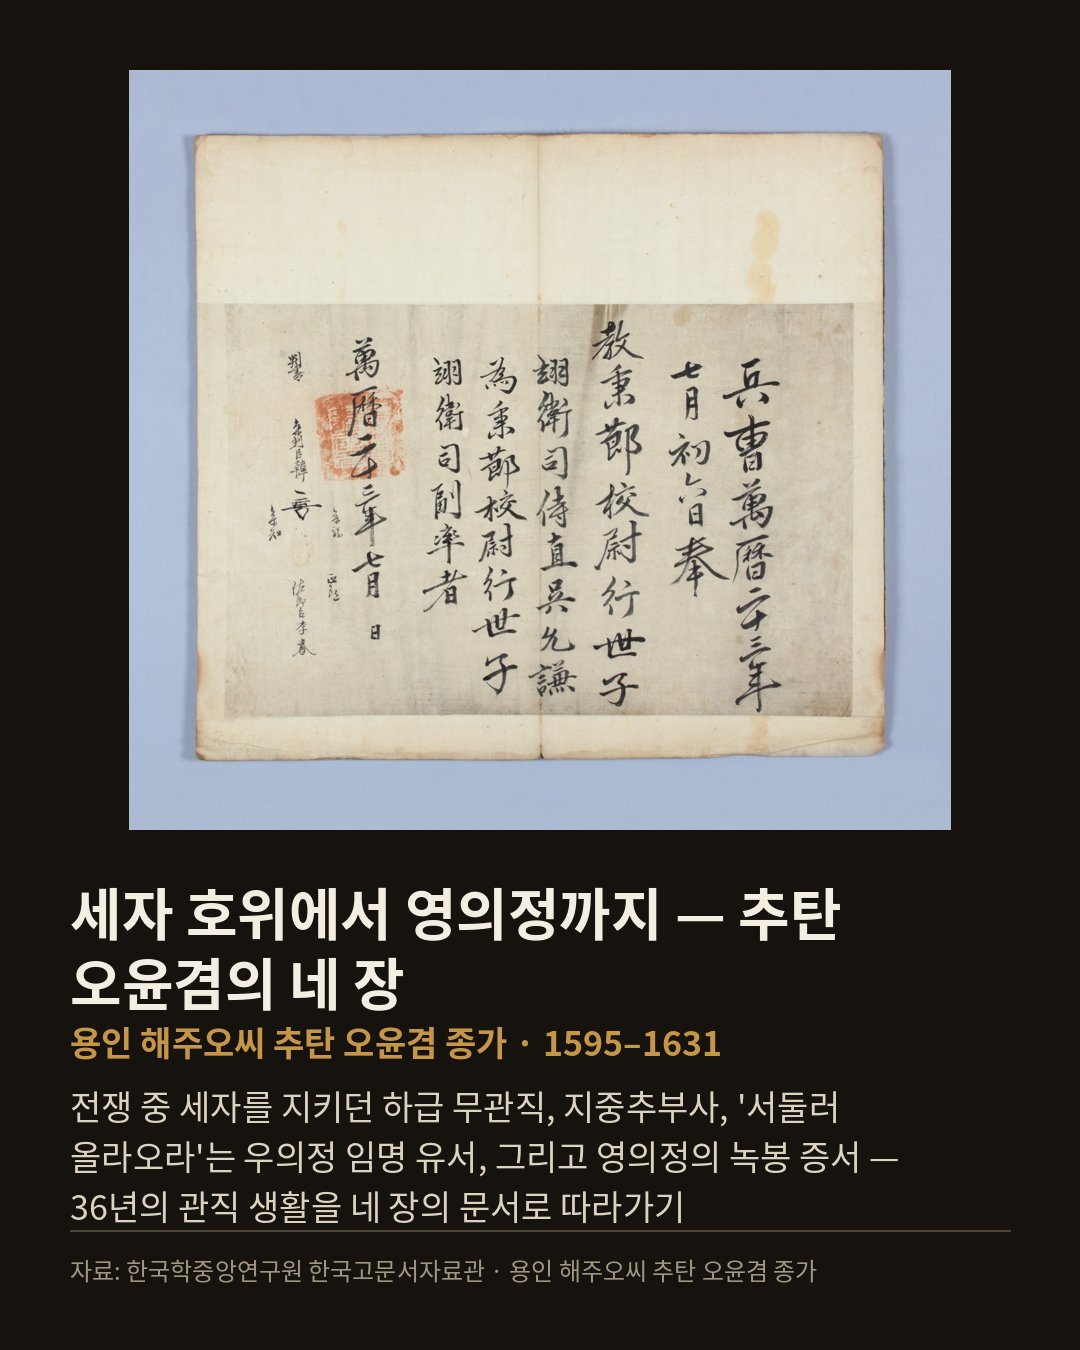 兵曹萬曆二十三年
七月初六日奉
教秉節校尉行世子
翊衛司侍直吳允謙
為秉節校尉行世子
翊衛司副率者
萬曆二十三年七月 日
세자 호위에서 영의정까지 — 추탄
오윤겸의 네 장
용인 해주오씨 추탄 오윤겸 종가 · 1595–1631
전쟁 중 세자를 지키던 하급 무관직, 지중추부사, '서둘러
올라오라'는 우의정 임명 유서, 그리고 영의정의 녹봉 증서 —
36년의 관직 생활을 네 장의 문서로 따라가기
자료: 한국학중앙연구원 한국고문서자료관 · 용인 해주오씨 추탄 오윤겸 종가